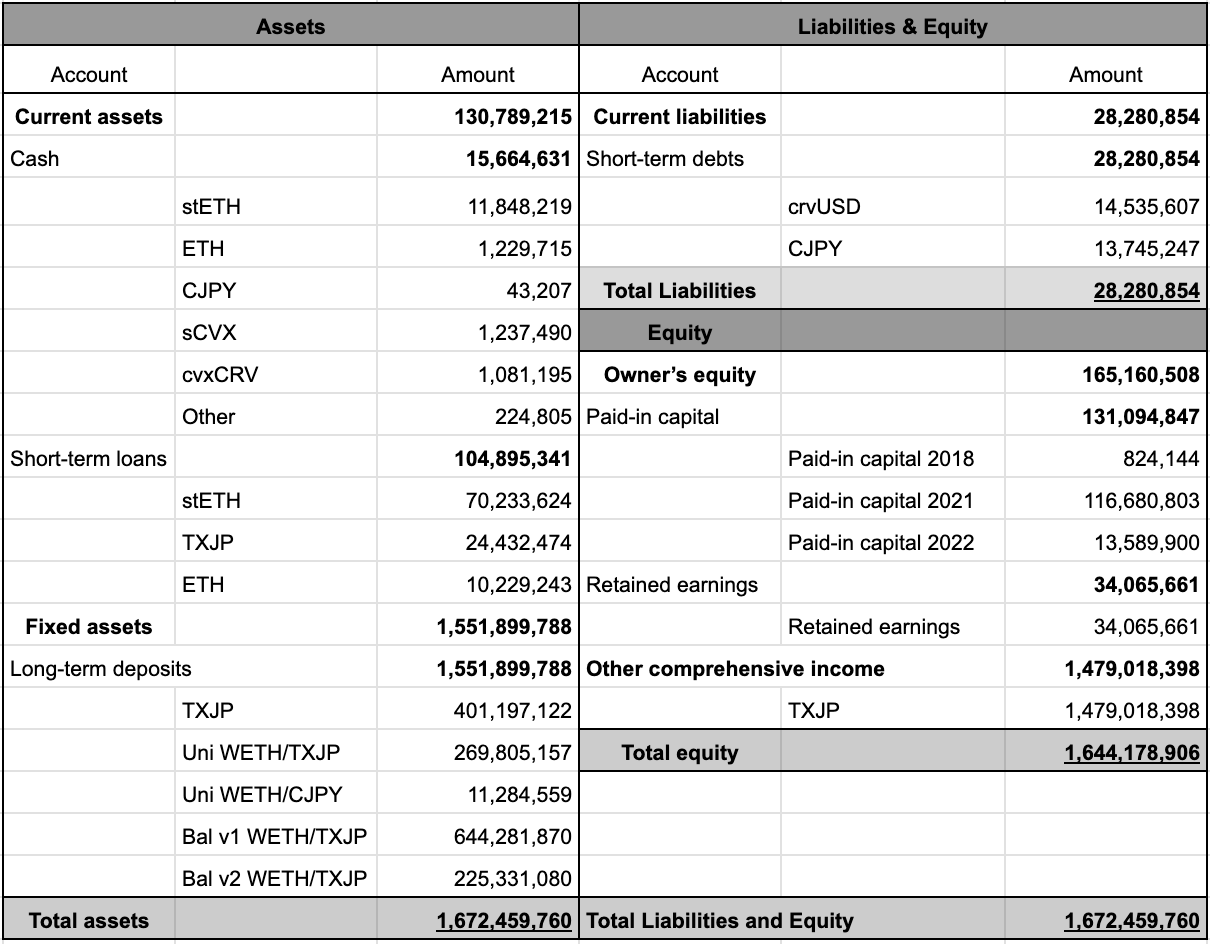 Assets Liabilities & Equity
Account Amount Account Amount
Current assets 130,789,215 Current liabilities 28,280,854
Cash 15,664,631 Short-term debts 28,280,854
stETH 11,848,219 crvUSD 14,535,607
ETH 1,229,715 CJPY 13,745,247
CJPY 43,207 Total Liabilities 28,280,854
sCVX 1,237,490 Equity
cvxCRV 1,081,195 Owner’s equity 165,160,508
Other 224,805 Paid-in capital 131,094,847
Short-term loans 104,895,341 Paid-in capital 2018 824,144
stETH 70,233,624 Paid-in capital 2021 116,680,803
TXJP 24,432,474 Paid-in capital 2022 13,589,900
ETH 10,229,243 Retained earnings 34,065,661
Fixed assets 1,551,899,788 Retained earnings 34,065,661
Long-term deposits 1,551,899,788 Other comprehensive income 1,479,018,398
TXJP 401,197,122 TXJP 1,479,018,398
Uni WETH/TXJP 269,805,157 Total equity 1,644,178,906
Uni WETH/CJPY 11,284,559
Bal v1 WETH/TXJP 644,281,870
Bal v2 WETH/TXJP 225,331,080
Total assets 1,672,459,760 Total Liabilities and Equity 1,672,459,760